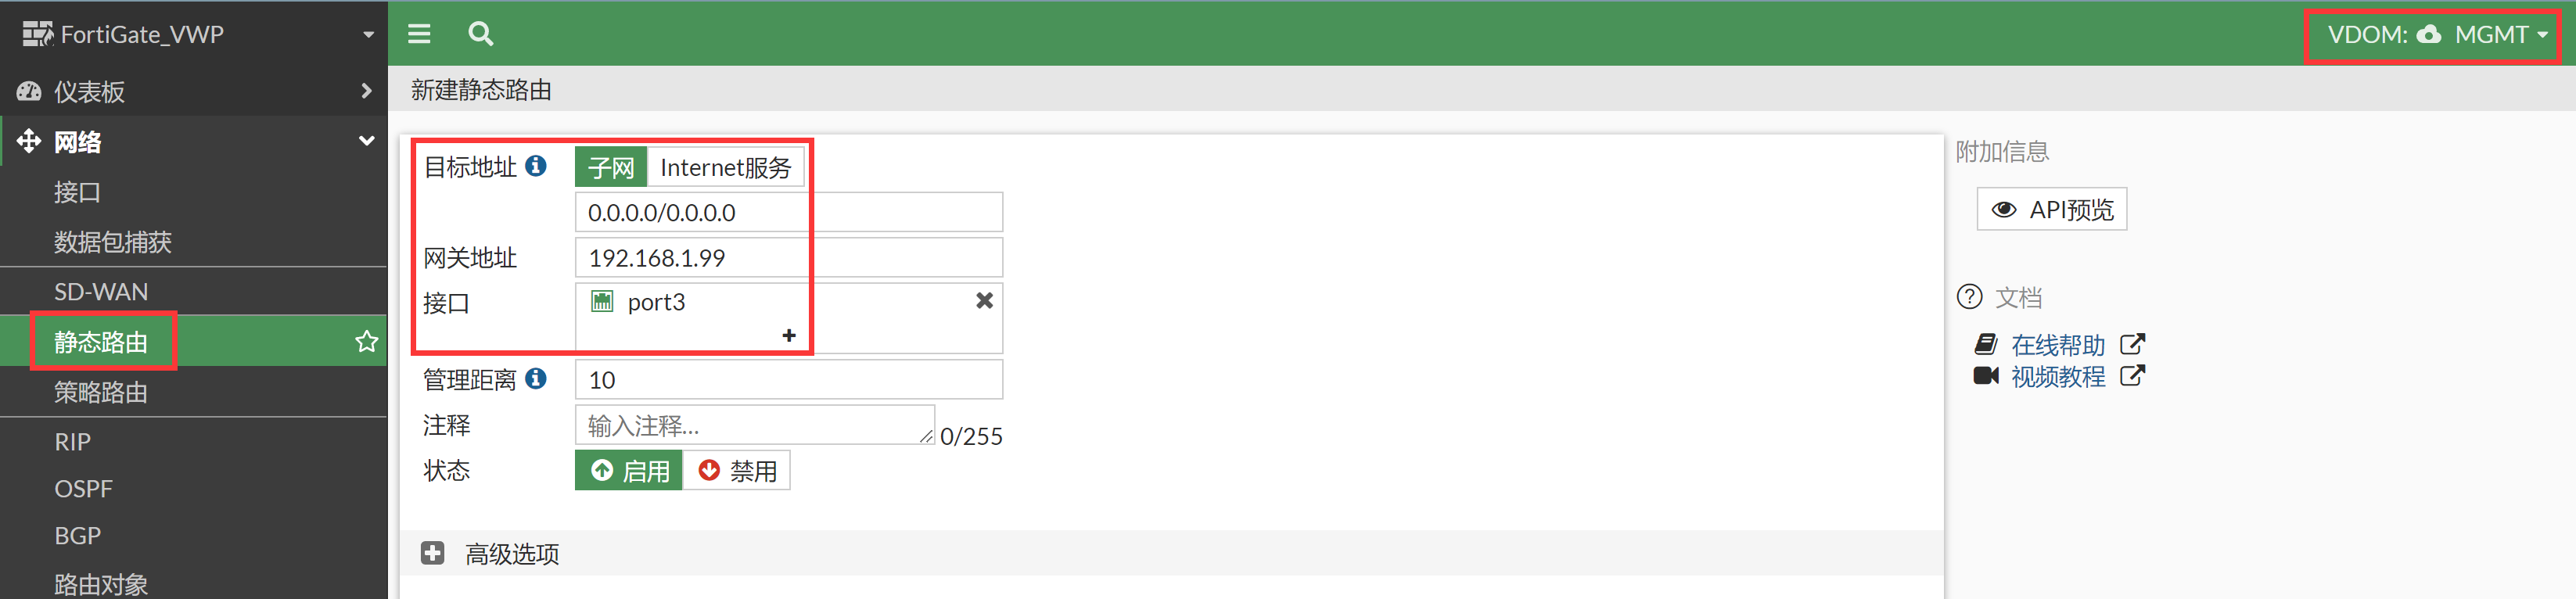 FortiGate_VWP
VDOM: MGMT
仪表板
网络
接口
数据包捕获
SD-WAN
静态路由
策略路由
RIP
OSPF
BGP
路由对象
新建静态路由
目标地址 子网 Internet服务
0.0.0.0/0.0.0.0
网关地址 192.168.1.99
接口 port3
管理距离 10
注释 输入注释... 0/255
状态 启用 禁用
高级选项
附加信息
API预览
文档
在线帮助
视频教程